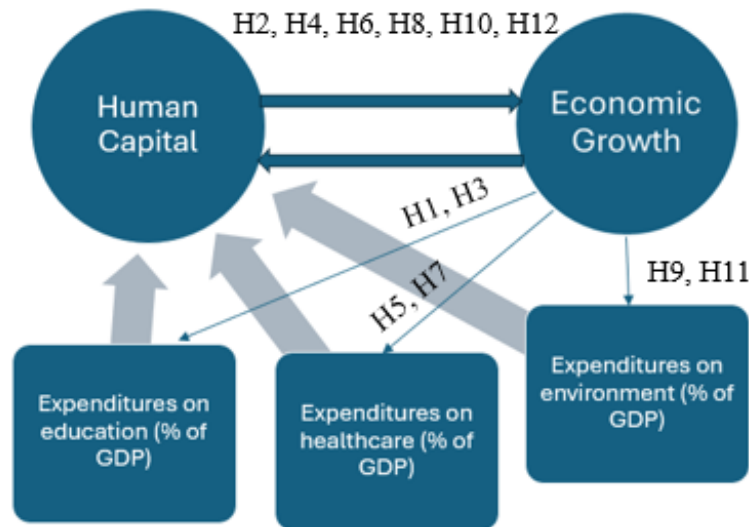 H2, H4, H6, H8, H10, H12
Human
Capital
Economic
Growth
H1, H3
H5, H7
H9, H11
Expenditures on
education (% of
GDP)
Expenditures on
healthcare (% of
GDP)
Expenditures on
environment (% of
GDP)